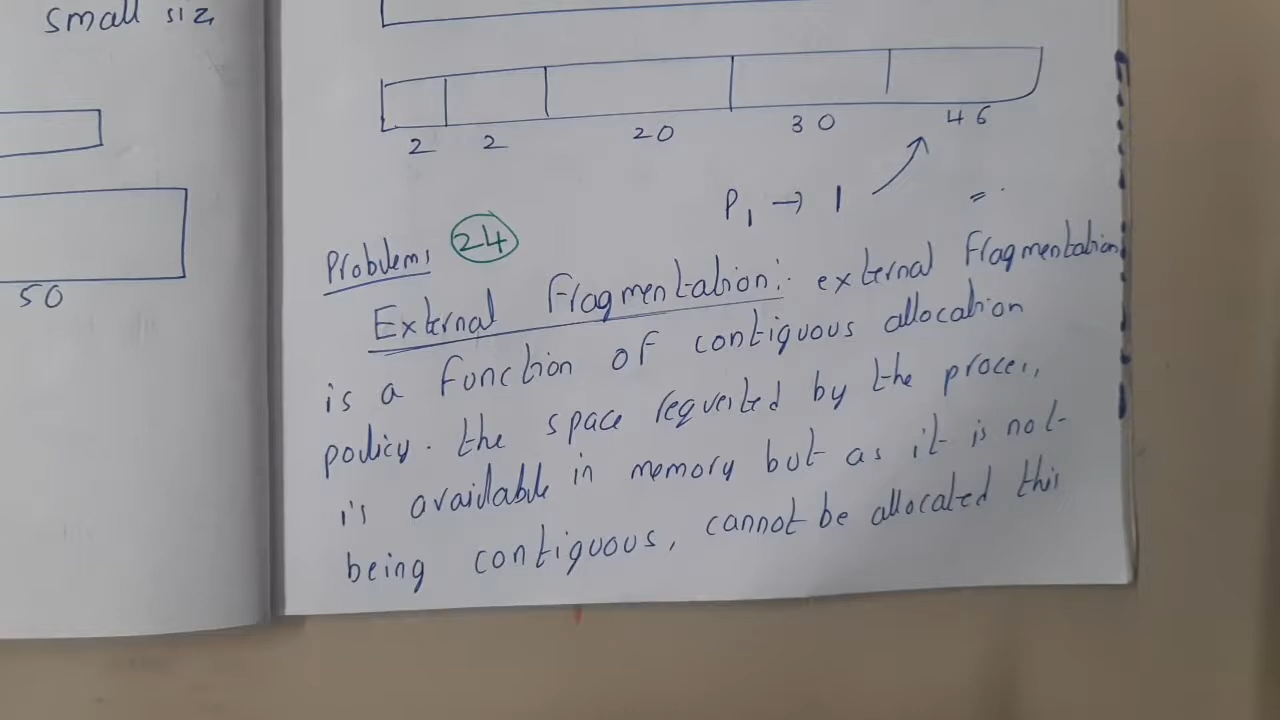 small siz
50
2 2 20 30 46
P1 → 1
=
Problem, 24
External Fragmentation:- external Fragmentation
is a function of contiguous allocation
policy. the space requested by the process,
is available in memory but as it is not
being contiguous, cannot be allocated this